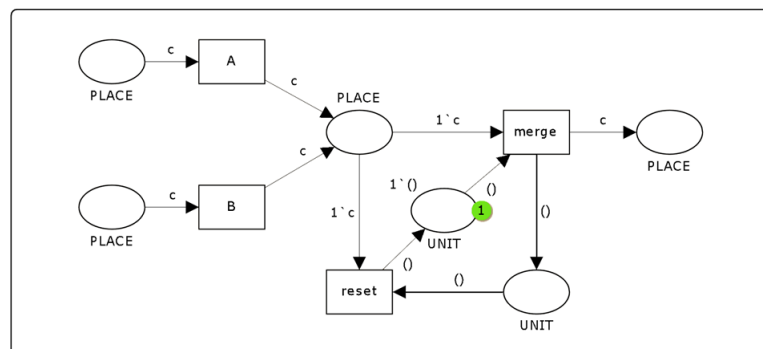 c
A
c
PLACE
PLACE
1`c
merge
c
PLACE
c
B
c
PLACE
1`c
1`()
()
1
UNIT
()
()
reset
()
UNIT